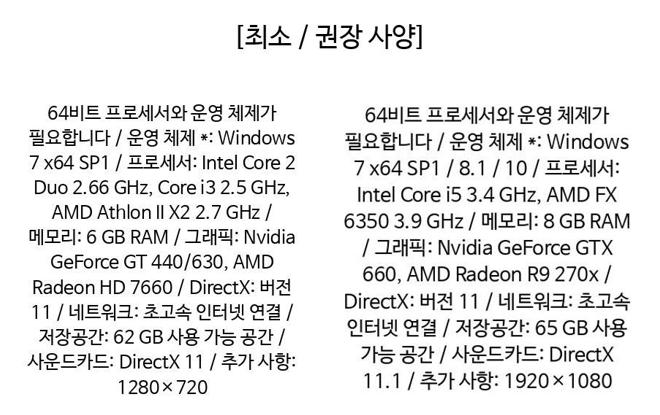 [최소 / 권장 사양]
64비트 프로세서와 운영 체제가
필요합니다 / 운영 체제 *: Windows
7 x64 SP1 / 프로세서: Intel Core 2
Duo 2.66 GHz, Core i3 2.5 GHz,
AMD Athlon II X2 2.7 GHz /
메모리: 6 GB RAM / 그래픽: Nvidia
GeForce GT 440/630, AMD
Radeon HD 7660 / DirectX: 버전
11 / 네트워크: 초고속 인터넷 연결 /
저장공간: 62 GB 사용 가능 공간 /
사운드카드: DirectX 11 / 추가 사항:
1280×720
64비트 프로세서와 운영 체제가
필요합니다 / 운영 체제 *: Windows
7 x64 SP1 / 8.1 / 10 / 프로세서:
Intel Core i5 3.4 GHz, AMD FX
6350 3.9 GHz / 메모리: 8 GB RAM
/ 그래픽: Nvidia GeForce GTX
660, AMD Radeon R9 270x /
DirectX: 버전 11 / 네트워크: 초고속
인터넷 연결 / 저장공간: 65 GB 사용
가능 공간 / 사운드카드: DirectX
11.1 / 추가 사항: 1920×1080